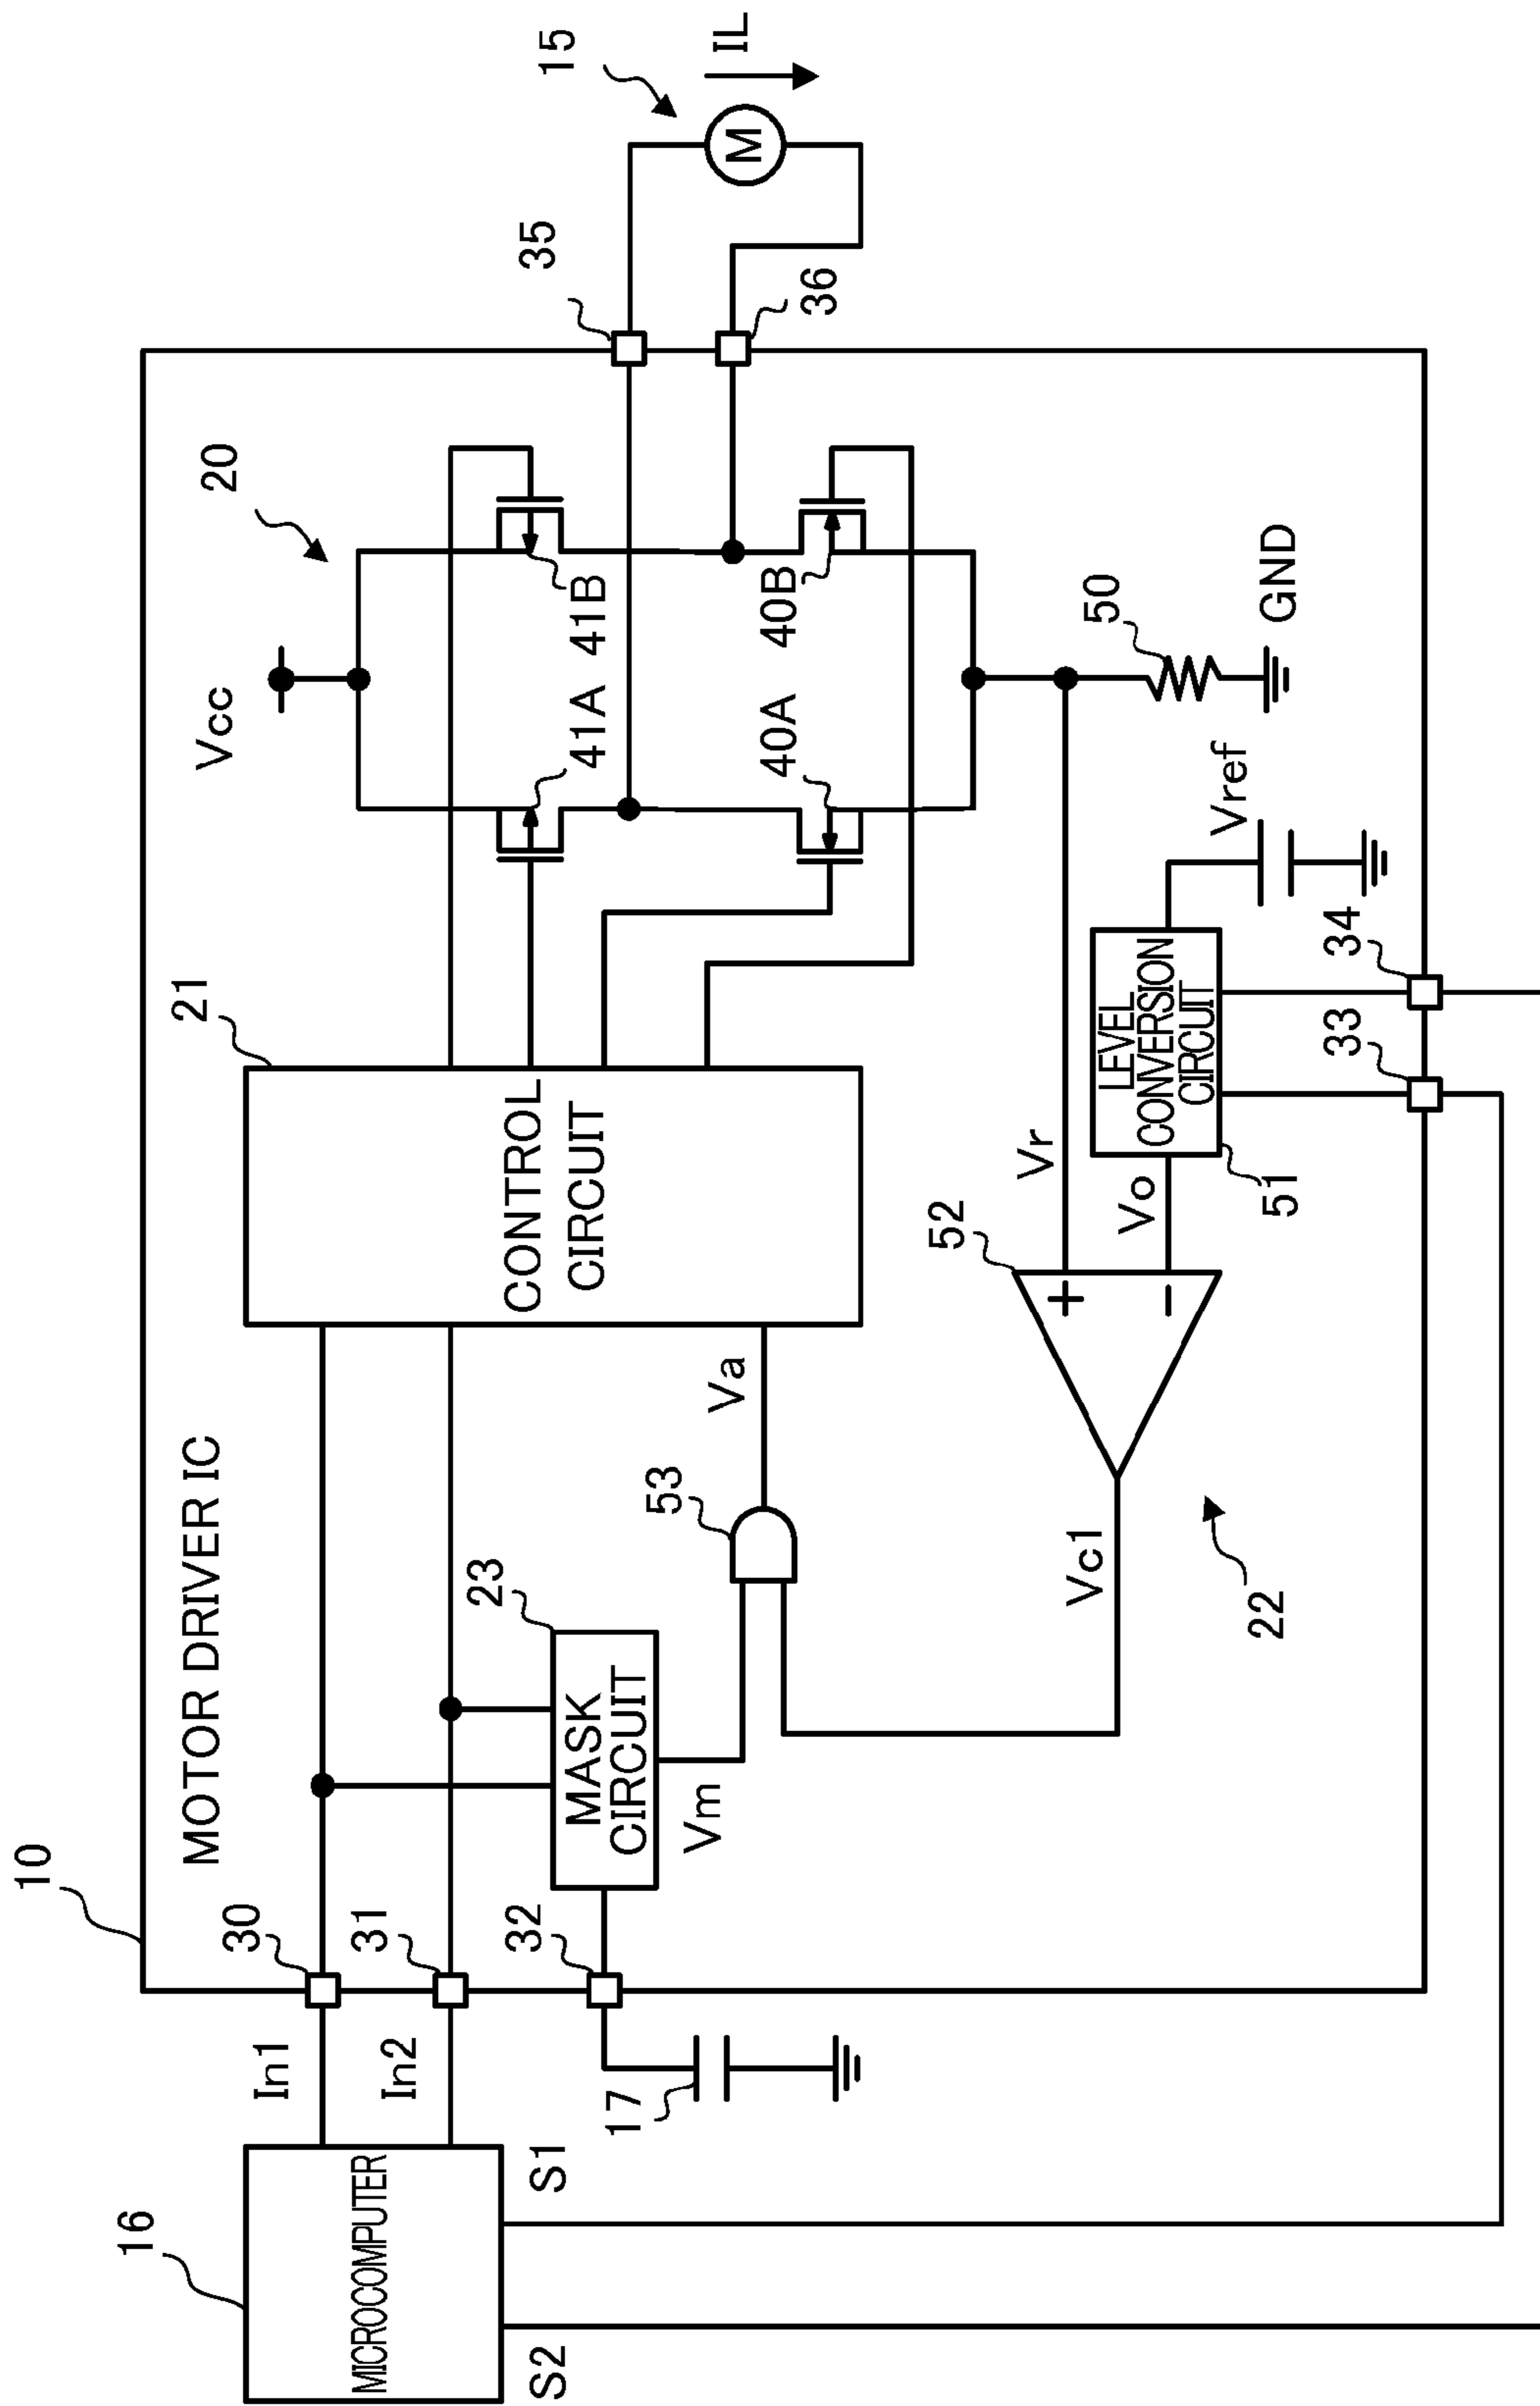 10
MOTOR DRIVER IC
16
MICROCOMPUTER
In1
In2
S1
S2
30
31
32
17
23
MASK
CIRCUIT
Vm
53
Va
21
CONTROL
CIRCUIT
Vcc
20
41A
41B
40A
40B
35
36
15
M
IL
50
GND
Vr
52
+
−
Vo
Vc1
22
LEVEL
CONVERSION
CIRCUIT
51
Vref
33
34